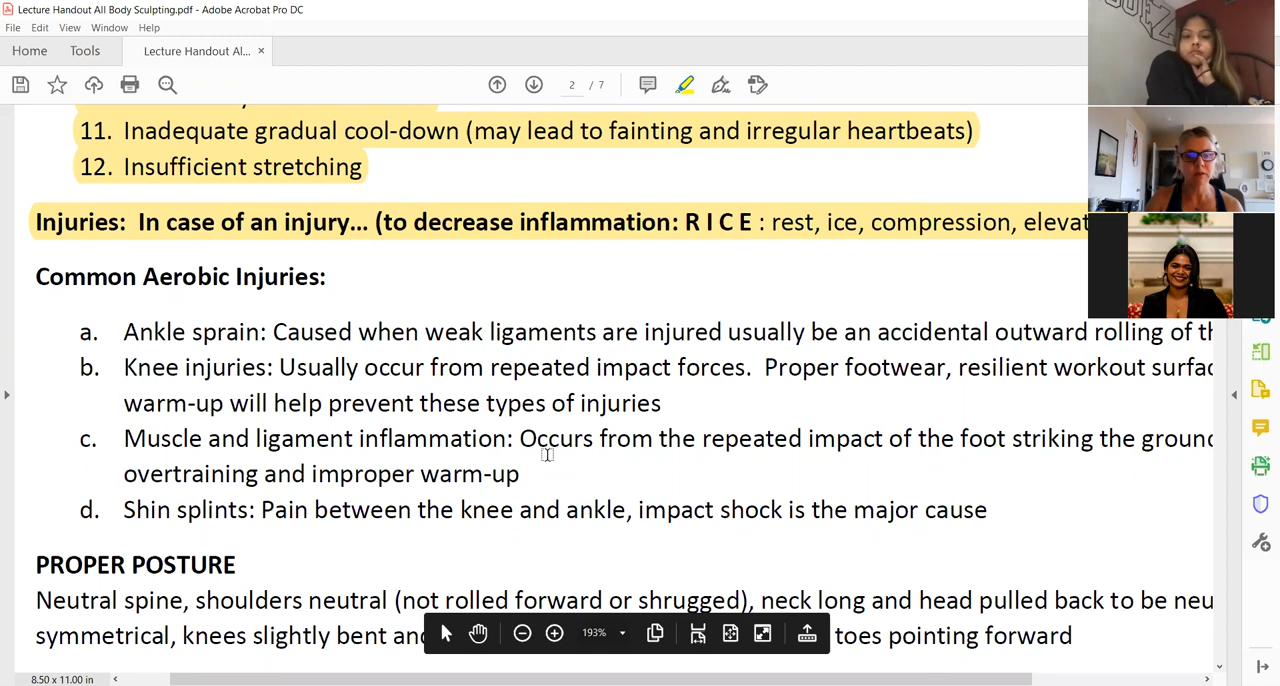 Lecture Handout All Body Sculpting.pdf - Adobe Acrobat Pro DC
File Edit View Window Help
Home Tools Lecture Handout Al... ×
2 / 7
11. Inadequate gradual cool-down (may lead to fainting and irregular heartbeats)
12. Insufficient stretching
Injuries: In case of an injury... (to decrease inflammation: R I C E : rest, ice, compression, elevat
Common Aerobic Injuries:
a. Ankle sprain: Caused when weak ligaments are injured usually be an accidental outward rolling of th
b. Knee injuries: Usually occur from repeated impact forces. Proper footwear, resilient workout surfac
warm-up will help prevent these types of injuries
c. Muscle and ligament inflammation: Occurs from the repeated impact of the foot striking the ground
overtraining and improper warm-up
d. Shin splints: Pain between the knee and ankle, impact shock is the major cause
PROPER POSTURE
Neutral spine, shoulders neutral (not rolled forward or shrugged), neck long and head pulled back to be neu
symmetrical, knees slightly bent and toes pointing forward
193%
8.50 x 11.00 in